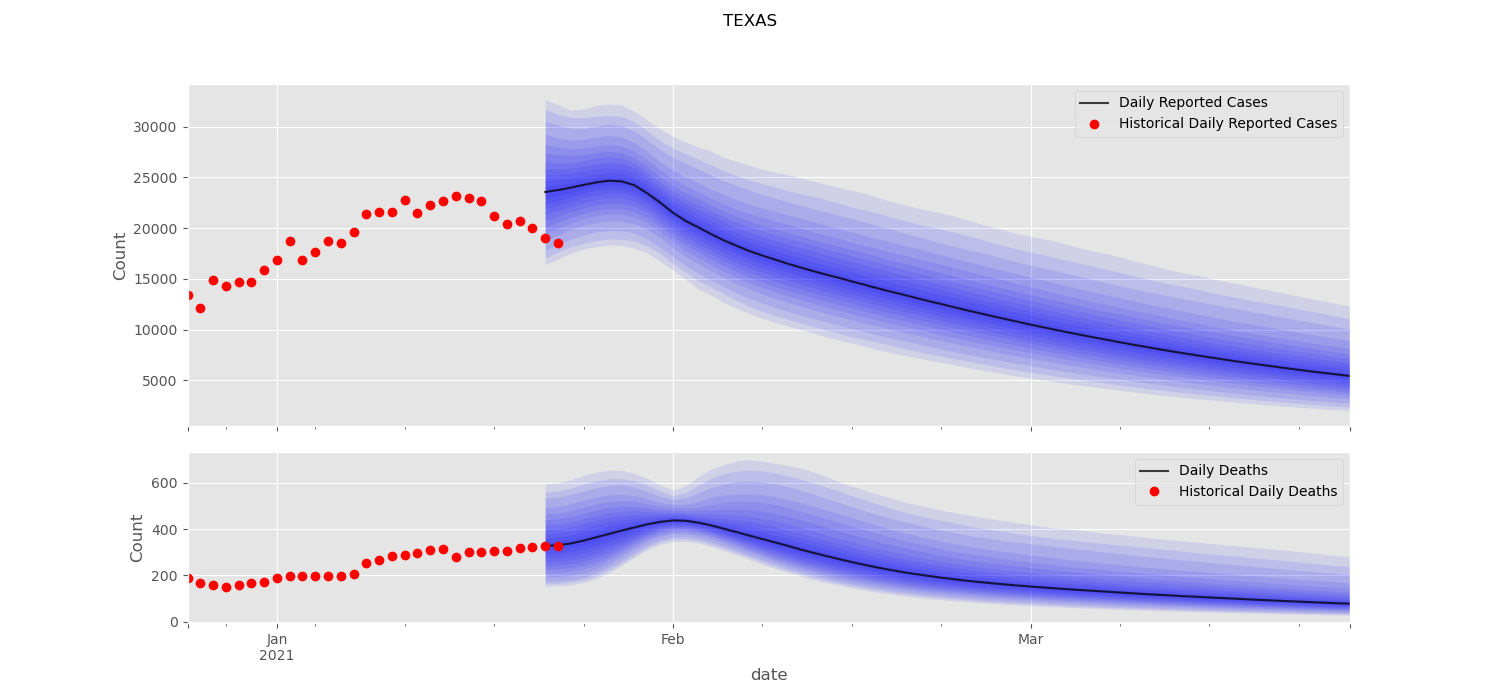 TEXAS
Count
30000
25000
20000
15000
10000
5000
Daily Reported Cases
Historical Daily Reported Cases
Count
600
400
200
0
Daily Deaths
Historical Daily Deaths
Jan
2021
Feb
Mar
date